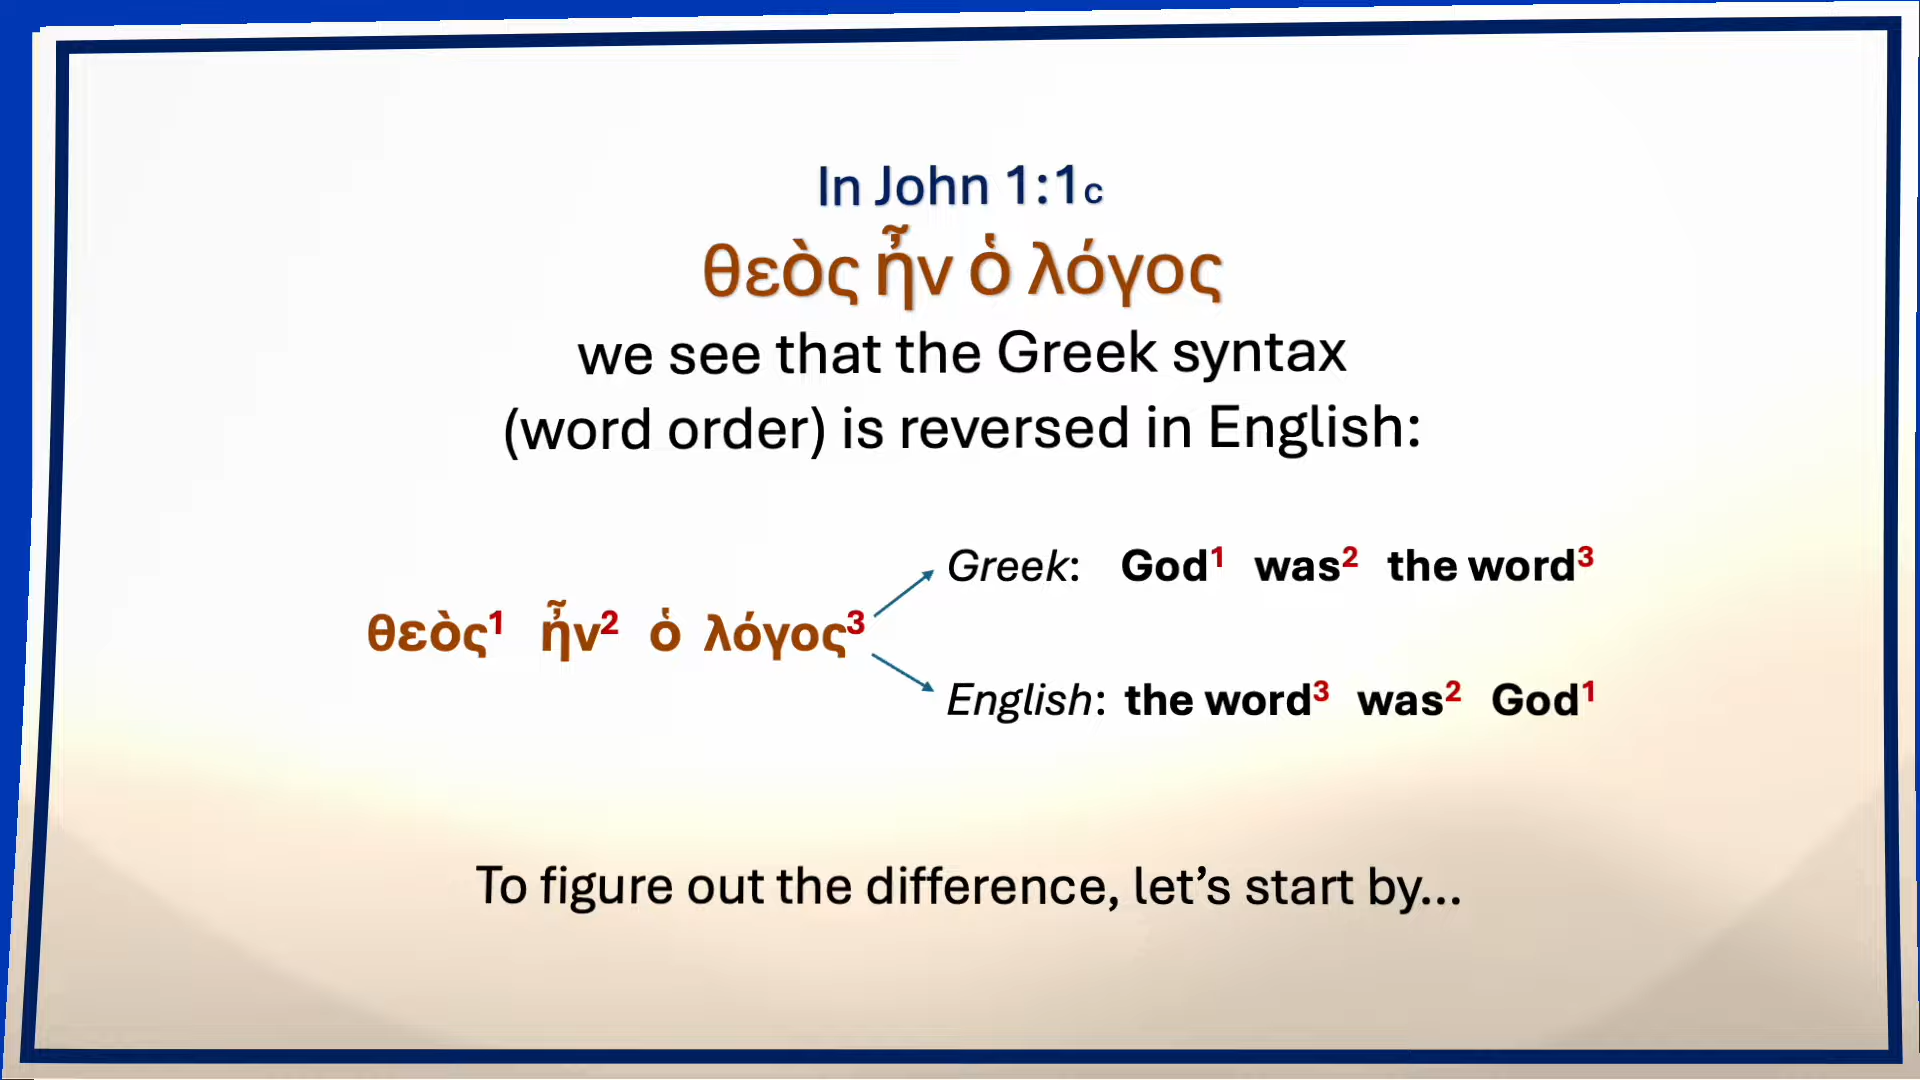 In John 1:1c
θεὸς ἦν ὁ λόγος
we see that the Greek syntax
(word order) is reversed in English:
Greek: God¹ was² the word³
θεὸς¹ ἦν² ὁ λόγος³
English: the word³ was² God¹
To figure out the difference, let’s start by...